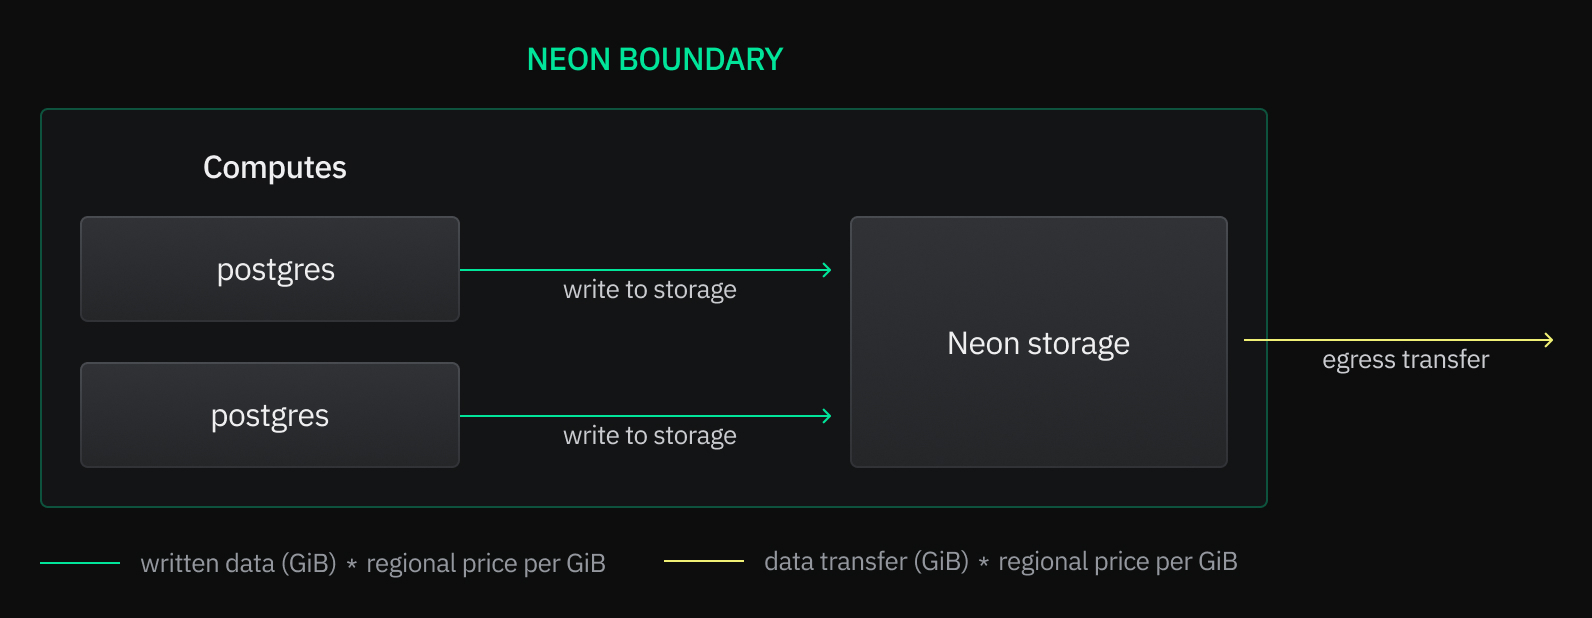 NEON BOUNDARY
Computes
postgres
write to storage
postgres
write to storage
Neon storage
egress transfer
written data (GiB) * regional price per GiB
data transfer (GiB) * regional price per GiB